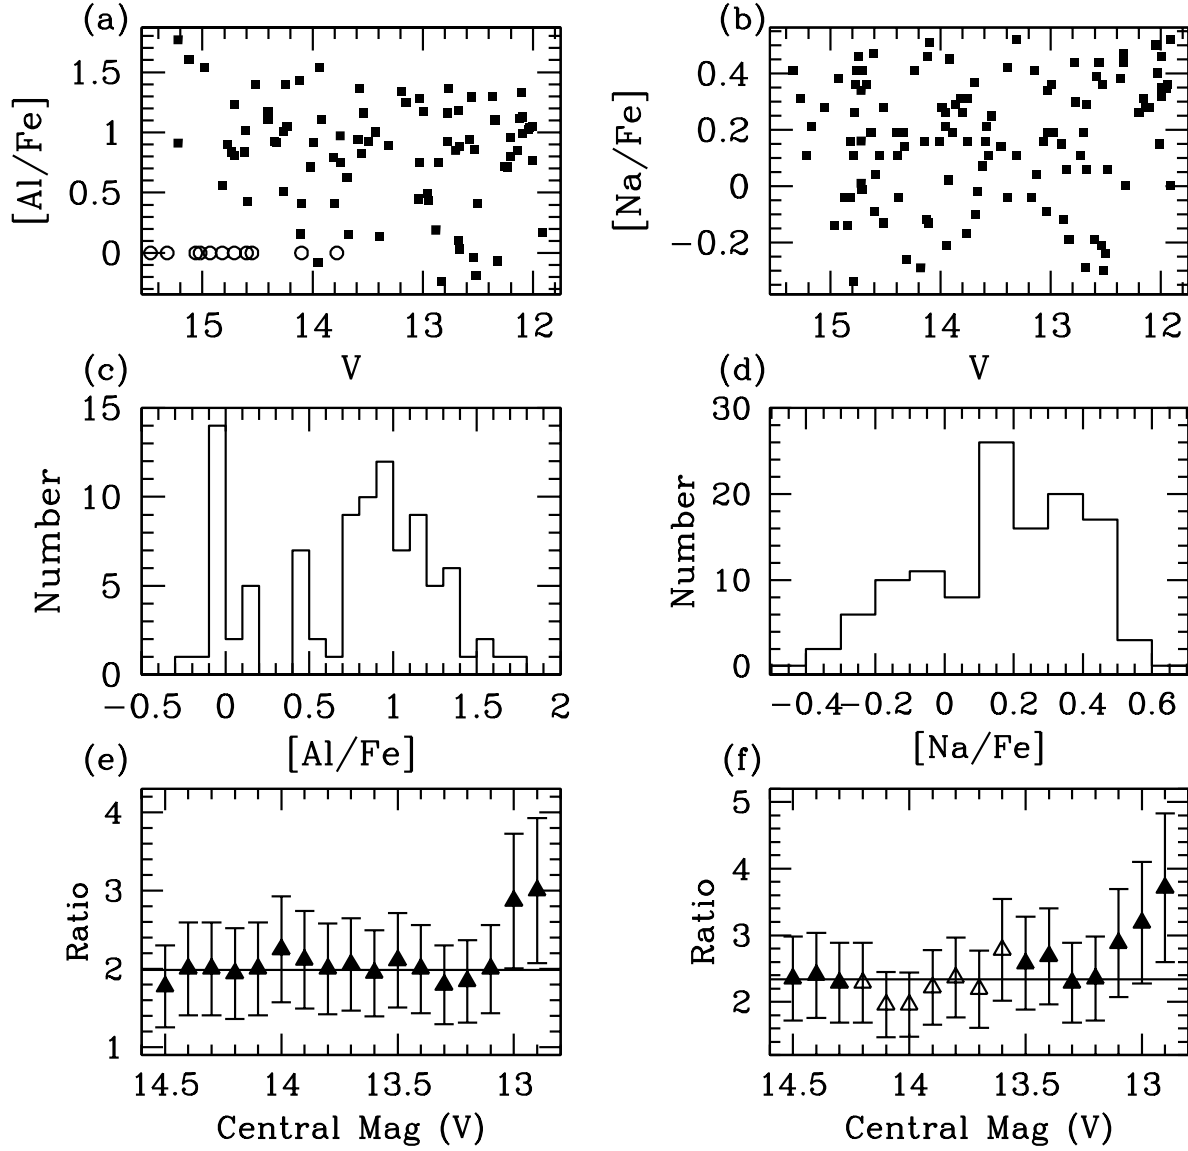 (a)
[Al/Fe]
1.5
1
0.5
0
15 14 13 12
V
(b)
[Na/Fe]
0.4
0.2
0
−0.2
15 14 13 12
V
(c)
Number
15
10
5
0
−0.5 0 0.5 1 1.5 2
[Al/Fe]
(d)
Number
30
20
10
0
−0.4 −0.2 0 0.2 0.4 0.6
[Na/Fe]
(e)
Ratio
4
3
2
1
14.5 14 13.5 13
Central Mag (V)
(f)
Ratio
5
4
3
2
14.5 14 13.5 13
Central Mag (V)